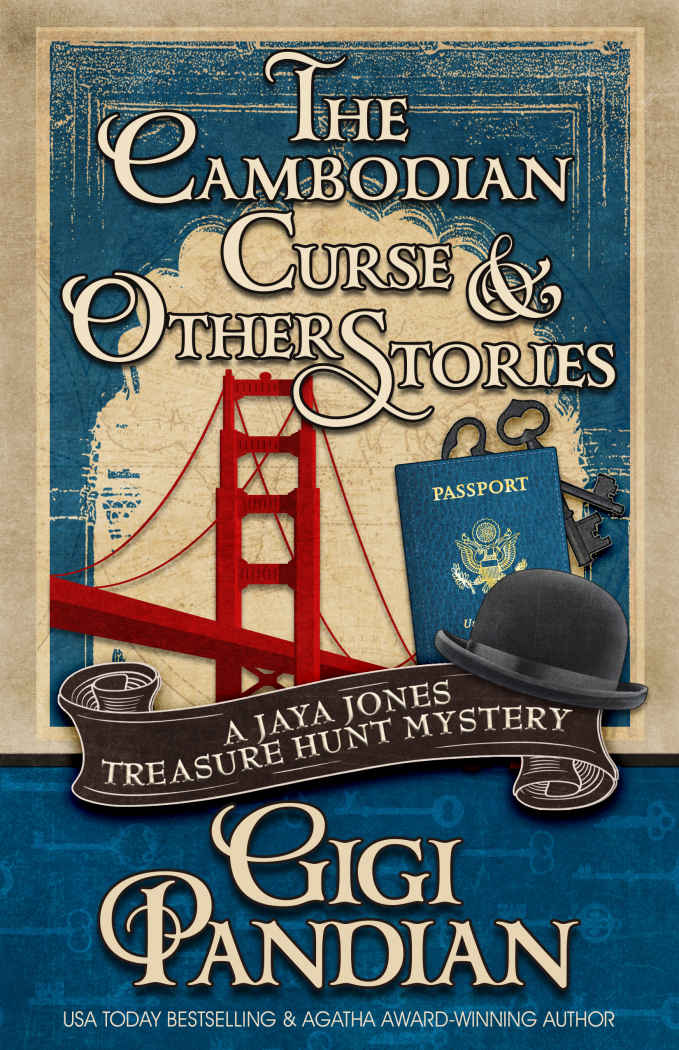 The
Cambodian
Curse &
Other Stories
PASSPORT
A JAYA JONES
TREASURE HUNT MYSTERY
Gigi
Pandian
USA TODAY BESTSELLING & AGATHA AWARD-WINNING AUTHOR